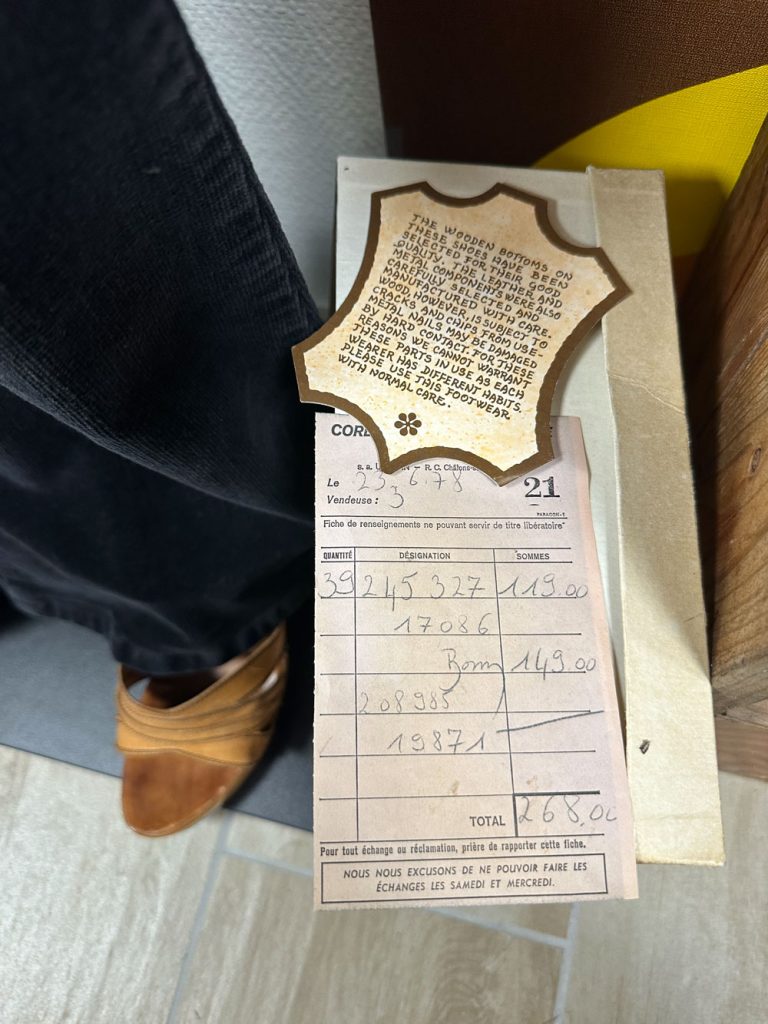 THE WOODEN BOTTOMS ON
THESE SHOES HAVE BEEN
SELECTED FOR THEIR GOOD
QUALITY. THE LEATHER AND
METAL COMPONENTS WERE ALSO
CAREFULLY SELECTED AND
MANUFACTURED WITH CARE.
WOOD, HOWEVER, IS SUBJECT TO
CRACKS AND CHIPS FROM USE-
METAL NAILS MAY BE DAMAGED
BY HARD CONTACT. FOR THESE
REASONS WE CANNOT WARRANT
THESE PARTS IN USE AS EACH
WEARER HAS DIFFERENT HABITS.
PLEASE USE THIS FOOTWEAR
WITH NORMAL CARE.
s. a. R. C. Châlons-
Le 23.6.78
Vendeuse : 3
21
PARAGON-E
Fiche de renseignements ne pouvant servir de titre libératoire"
QUANTITÉ DÉSIGNATION SOMMES
39 245 327 119.00
17086
149.00
208985
19871
TOTAL 268,00
Pour tout échange ou réclamation, prière de rapporter cette fiche.
NOUS NOUS EXCUSONS DE NE POUVOIR FAIRE LES
ÉCHANGES LES SAMEDI ET MERCREDI.